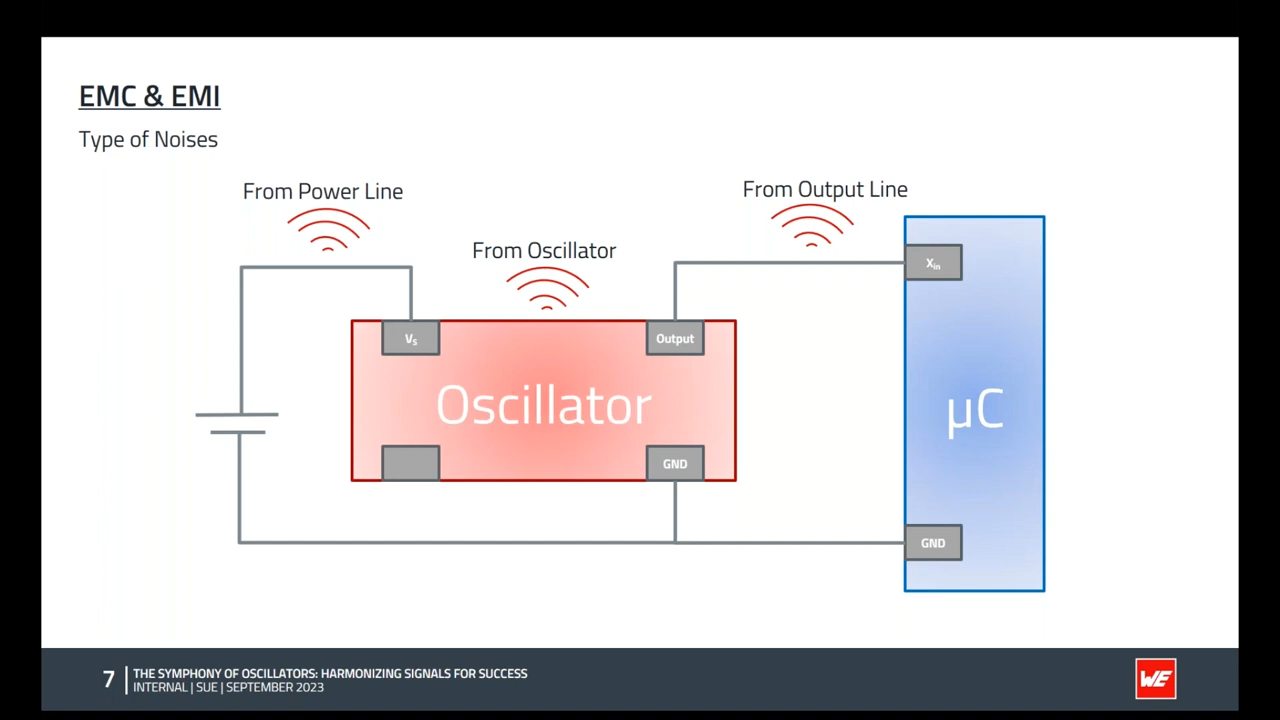 EMC & EMI
Type of Noises
From Power Line
From Output Line
From Oscillator
Xin
Vs
Output
Oscillator
µC
GND
GND
7
THE SYMPHONY OF OSCILLATORS: HARMONIZING SIGNALS FOR SUCCESS
INTERNAL | SUE | SEPTEMBER 2023
WE